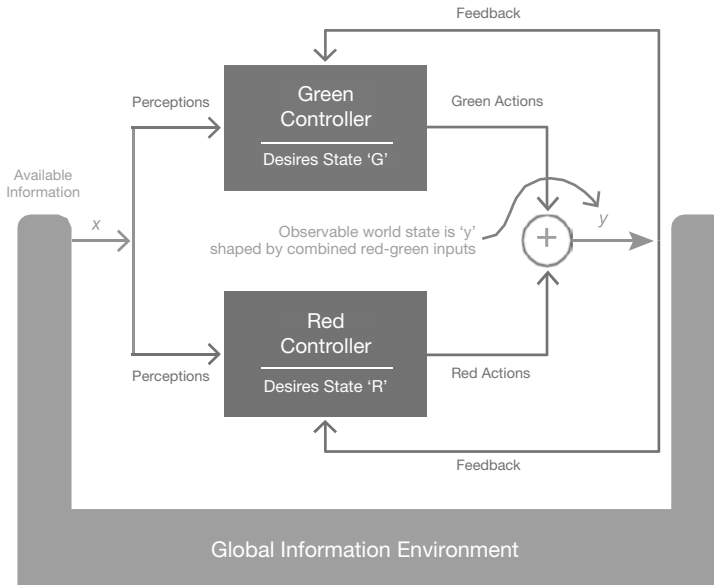 Feedback
Perceptions
Green
Controller
Desires State ‘G’
Green Actions
Available
Information
x
Observable world state is ‘y’
shaped by combined red-green inputs
+
y
Red
Controller
Desires State ‘R’
Perceptions
Red Actions
Feedback
Global Information Environment